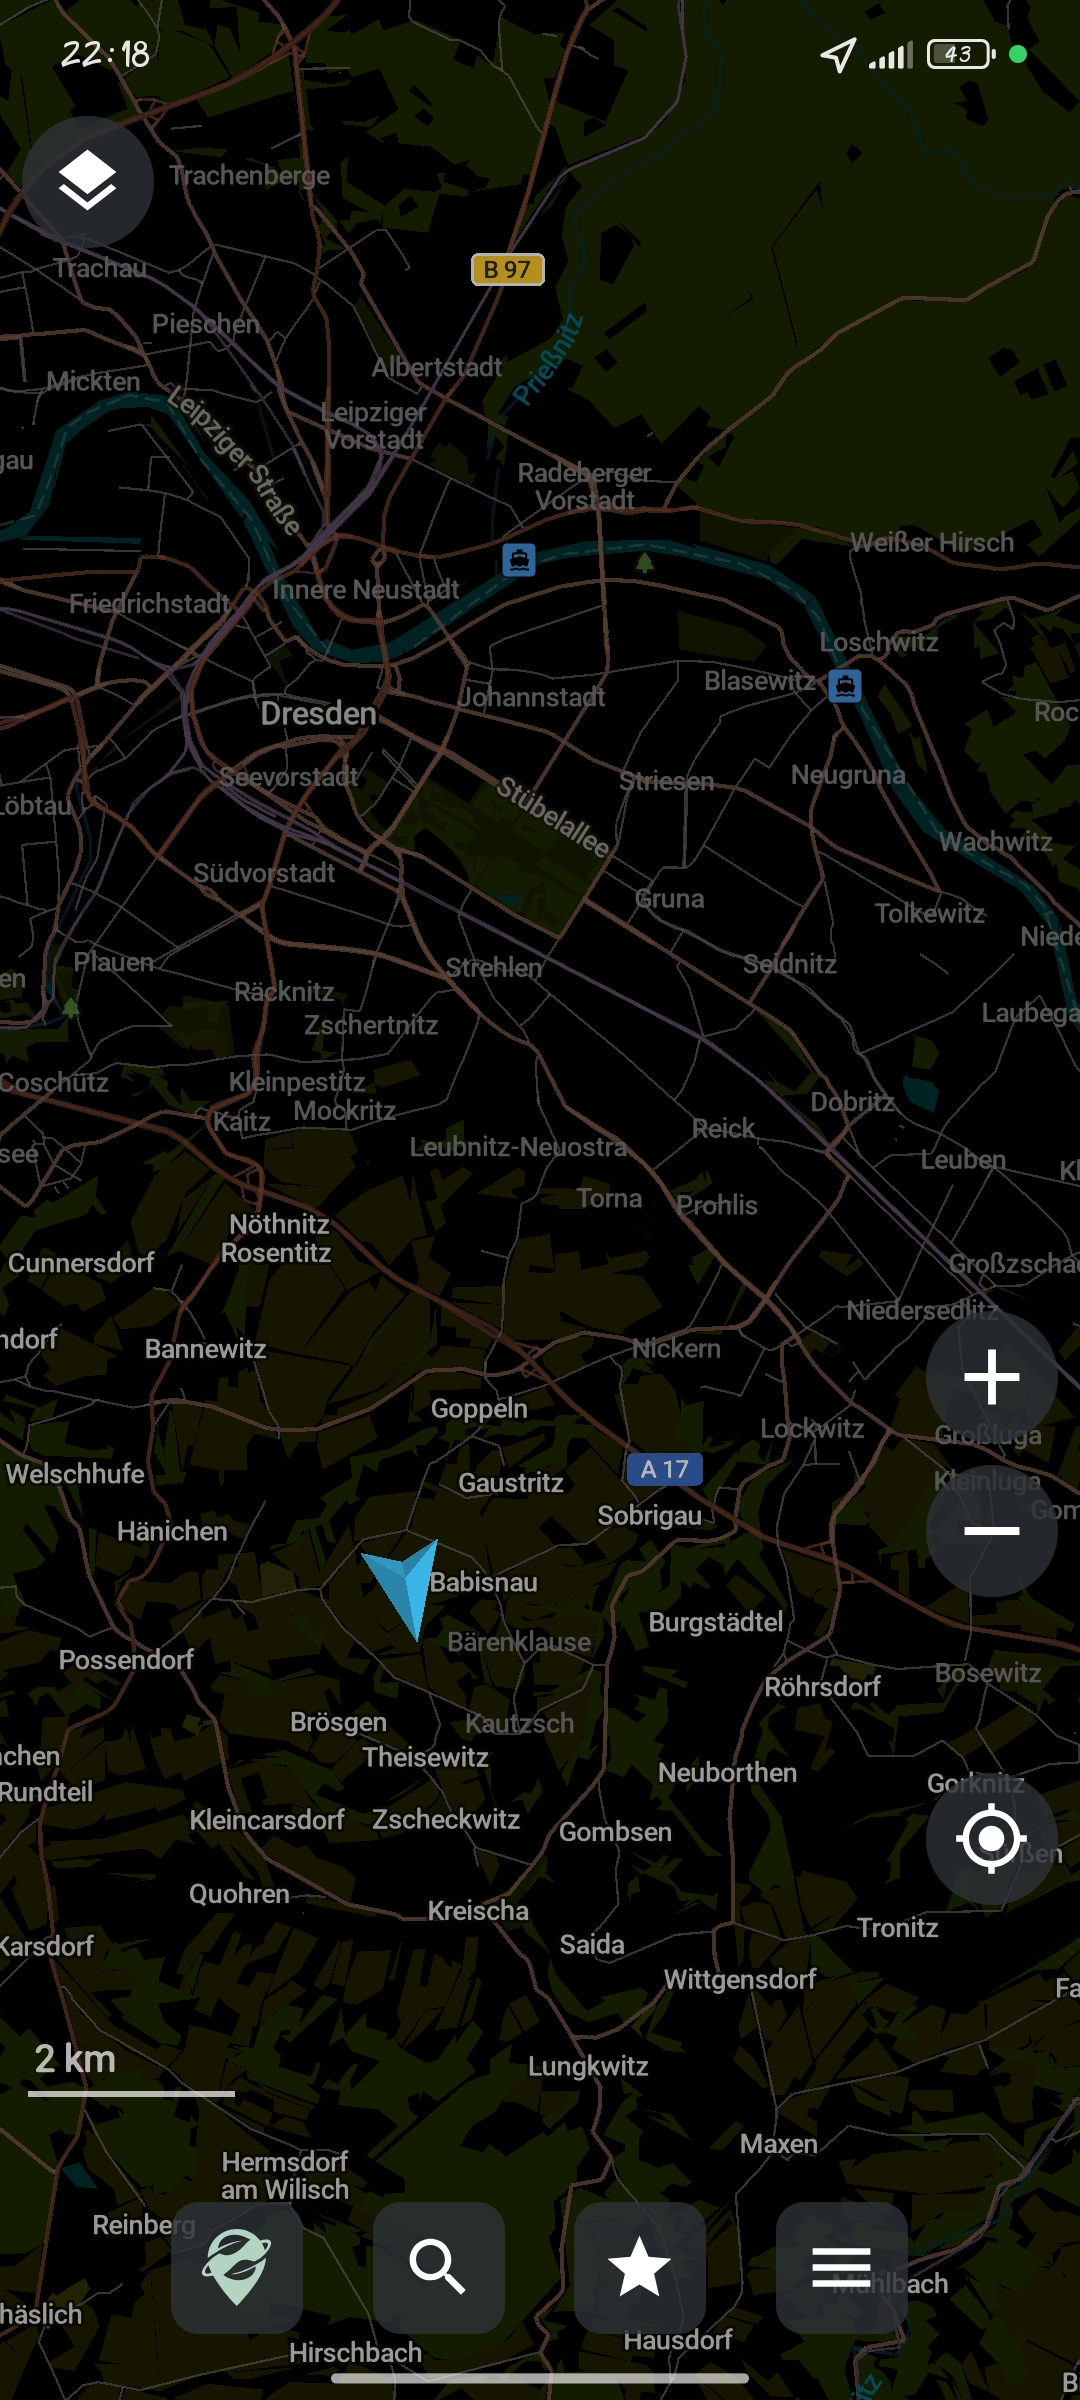 22:18
43
Trachenberge
Trachau
B 97
Pieschen
Prießnitz
Albertstadt
Mickten
Leipziger Straße
Leipziger
Vorstadt
gau
Radeberger
Vorstadt
Weißer Hirsch
Innere Neustadt
Friedrichstadt
Loschwitz
Blasewitz
Johannstadt
Dresden
Roc
Seevorstadt
Stübelallee
Striesen
Neugruna
Löbtau
Wachwitz
Südvorstadt
Gruna
Tolkewitz
Niede
Plauen
Strehlen
Seidnitz
en
Räcknitz
Zschertnitz
Laubega
Coschütz
Kleinpestitz
Mockritz
Dobritz
Kaitz
Reick
Leubnitz-Neuostra
see
Leuben
Kl
Torna
Prohlis
Nöthnitz
Rosentitz
Cunnersdorf
Großzscha
Niedersedlitz
ndorf
Bannewitz
Nickern
Goppeln
Lockwitz
Großluga
A 17
Welschhufe
Gaustritz
Kleinluga
Gom
Sobrigau
Hänichen
Babisnau
Burgstädtel
Bärenklause
Possendorf
Bosewitz
Röhrsdorf
Brösgen
Kautzsch
Theisewitz
chen
Rundteil
Neuborthen
Gorknitz
Kleincarsdorf
Zscheckwitz
Gombsen
ßen
Quohren
Kreischa
Tronitz
Karsdorf
Saida
Wittgensdorf
Fa
2 km
Lungkwitz
Maxen
Hermsdorf
am Wilisch
Reinberg
Mühlbach
häslich
Hausdorf
Hirschbach
B
itz